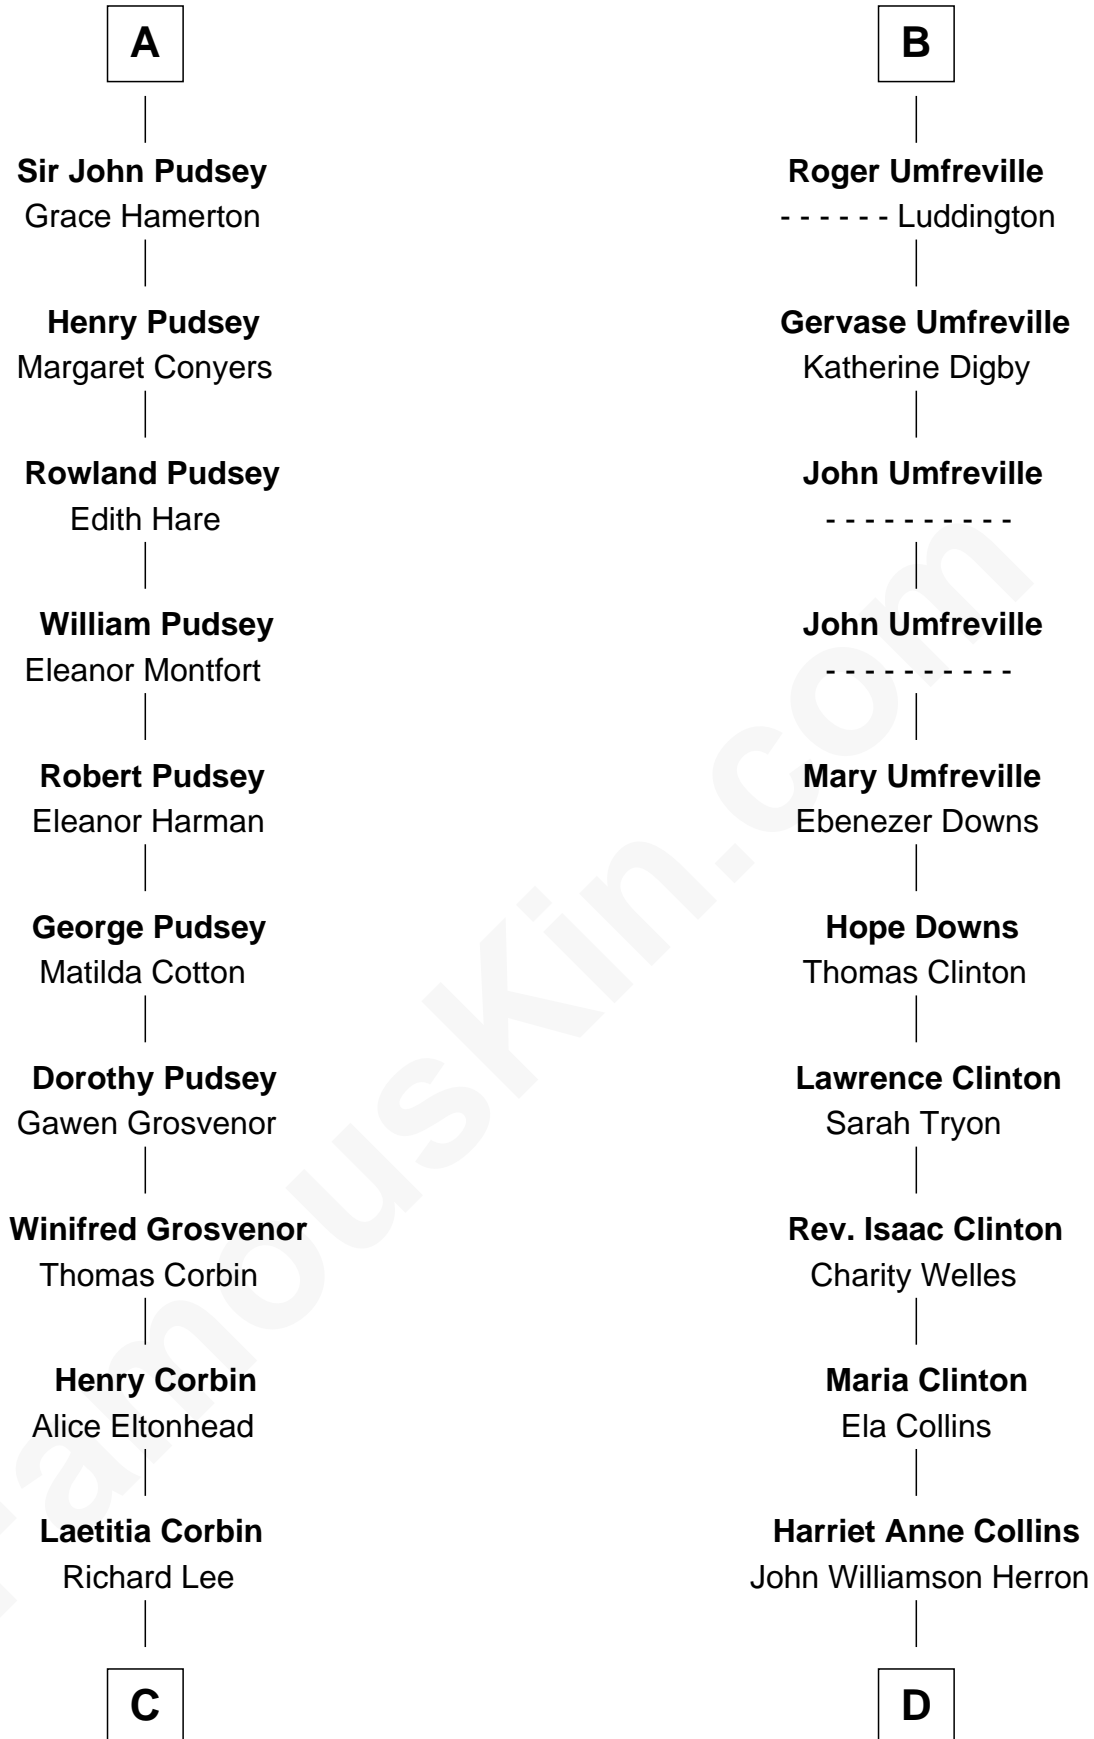 A
Sir John Pudsey
Grace Hamerton
Henry Pudsey
Margaret Conyers
Rowland Pudsey
Edith Hare
William Pudsey
Eleanor Montfort
Robert Pudsey
Eleanor Harman
George Pudsey
Matilda Cotton
Dorothy Pudsey
Gawen Grosvenor
Winifred Grosvenor
Thomas Corbin
Henry Corbin
Alice Eltonhead
Laetitia Corbin
Richard Lee
C
B
Roger Umfreville
- - - - - - Luddington
Gervase Umfreville
Katherine Digby
John Umfreville
- - - - - - - - - -
John Umfreville
- - - - - - - - - -
Mary Umfreville
Ebenezer Downs
Hope Downs
Thomas Clinton
Lawrence Clinton
Sarah Tryon
Rev. Isaac Clinton
Charity Welles
Maria Clinton
Ela Collins
Harriet Anne Collins
John Williamson Herron
D
FamousKin.com